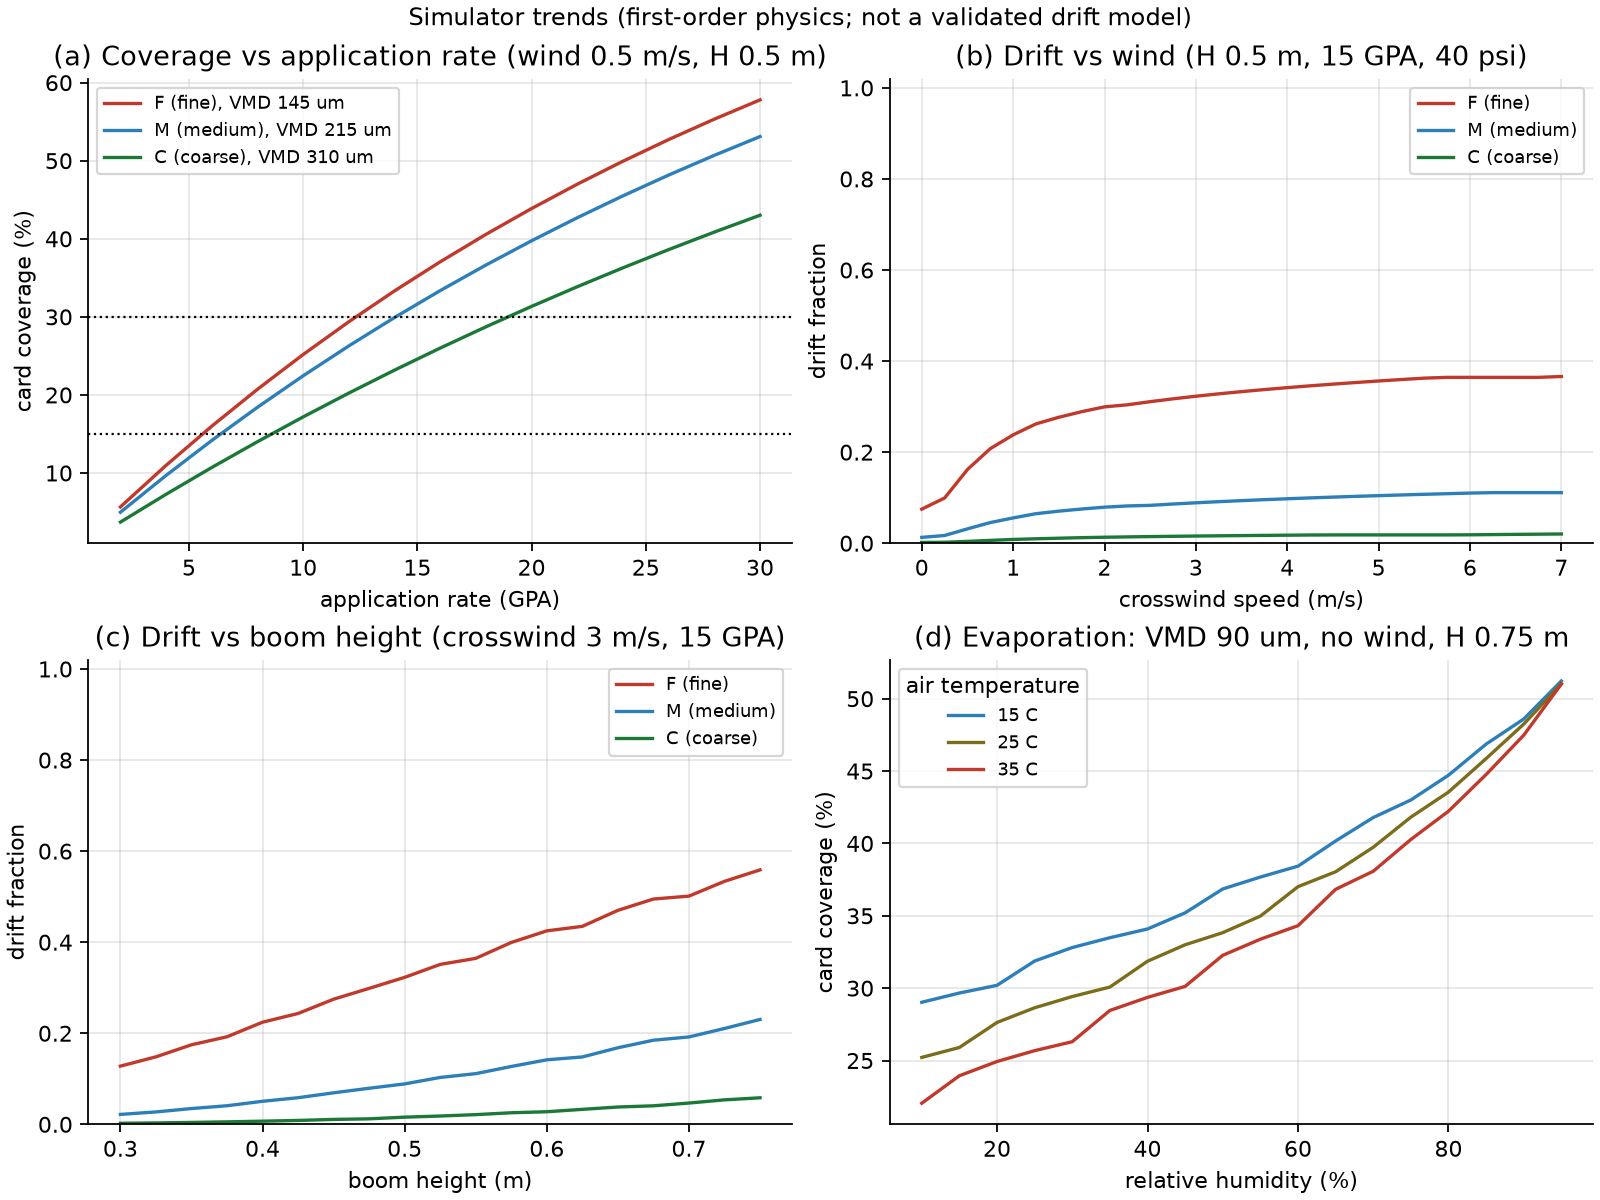 Simulator trends (first-order physics; not a validated drift model)
(a) Coverage vs application rate (wind 0.5 m/s, H 0.5 m)
F (fine), VMD 145 um
M (medium), VMD 215 um
C (coarse), VMD 310 um
card coverage (%)
60
50
40
30
20
10
5
10
15
20
25
30
application rate (GPA)
(b) Drift vs wind (H 0.5 m, 15 GPA, 40 psi)
F (fine)
M (medium)
C (coarse)
drift fraction
1.0
0.8
0.6
0.4
0.2
0.0
0
1
2
3
4
5
6
7
crosswind speed (m/s)
(c) Drift vs boom height (crosswind 3 m/s, 15 GPA)
F (fine)
M (medium)
C (coarse)
drift fraction
1.0
0.8
0.6
0.4
0.2
0.0
0.3
0.4
0.5
0.6
0.7
boom height (m)
(d) Evaporation: VMD 90 um, no wind, H 0.75 m
air temperature
15 C
25 C
35 C
card coverage (%)
50
45
40
35
30
25
20
40
60
80
relative humidity (%)